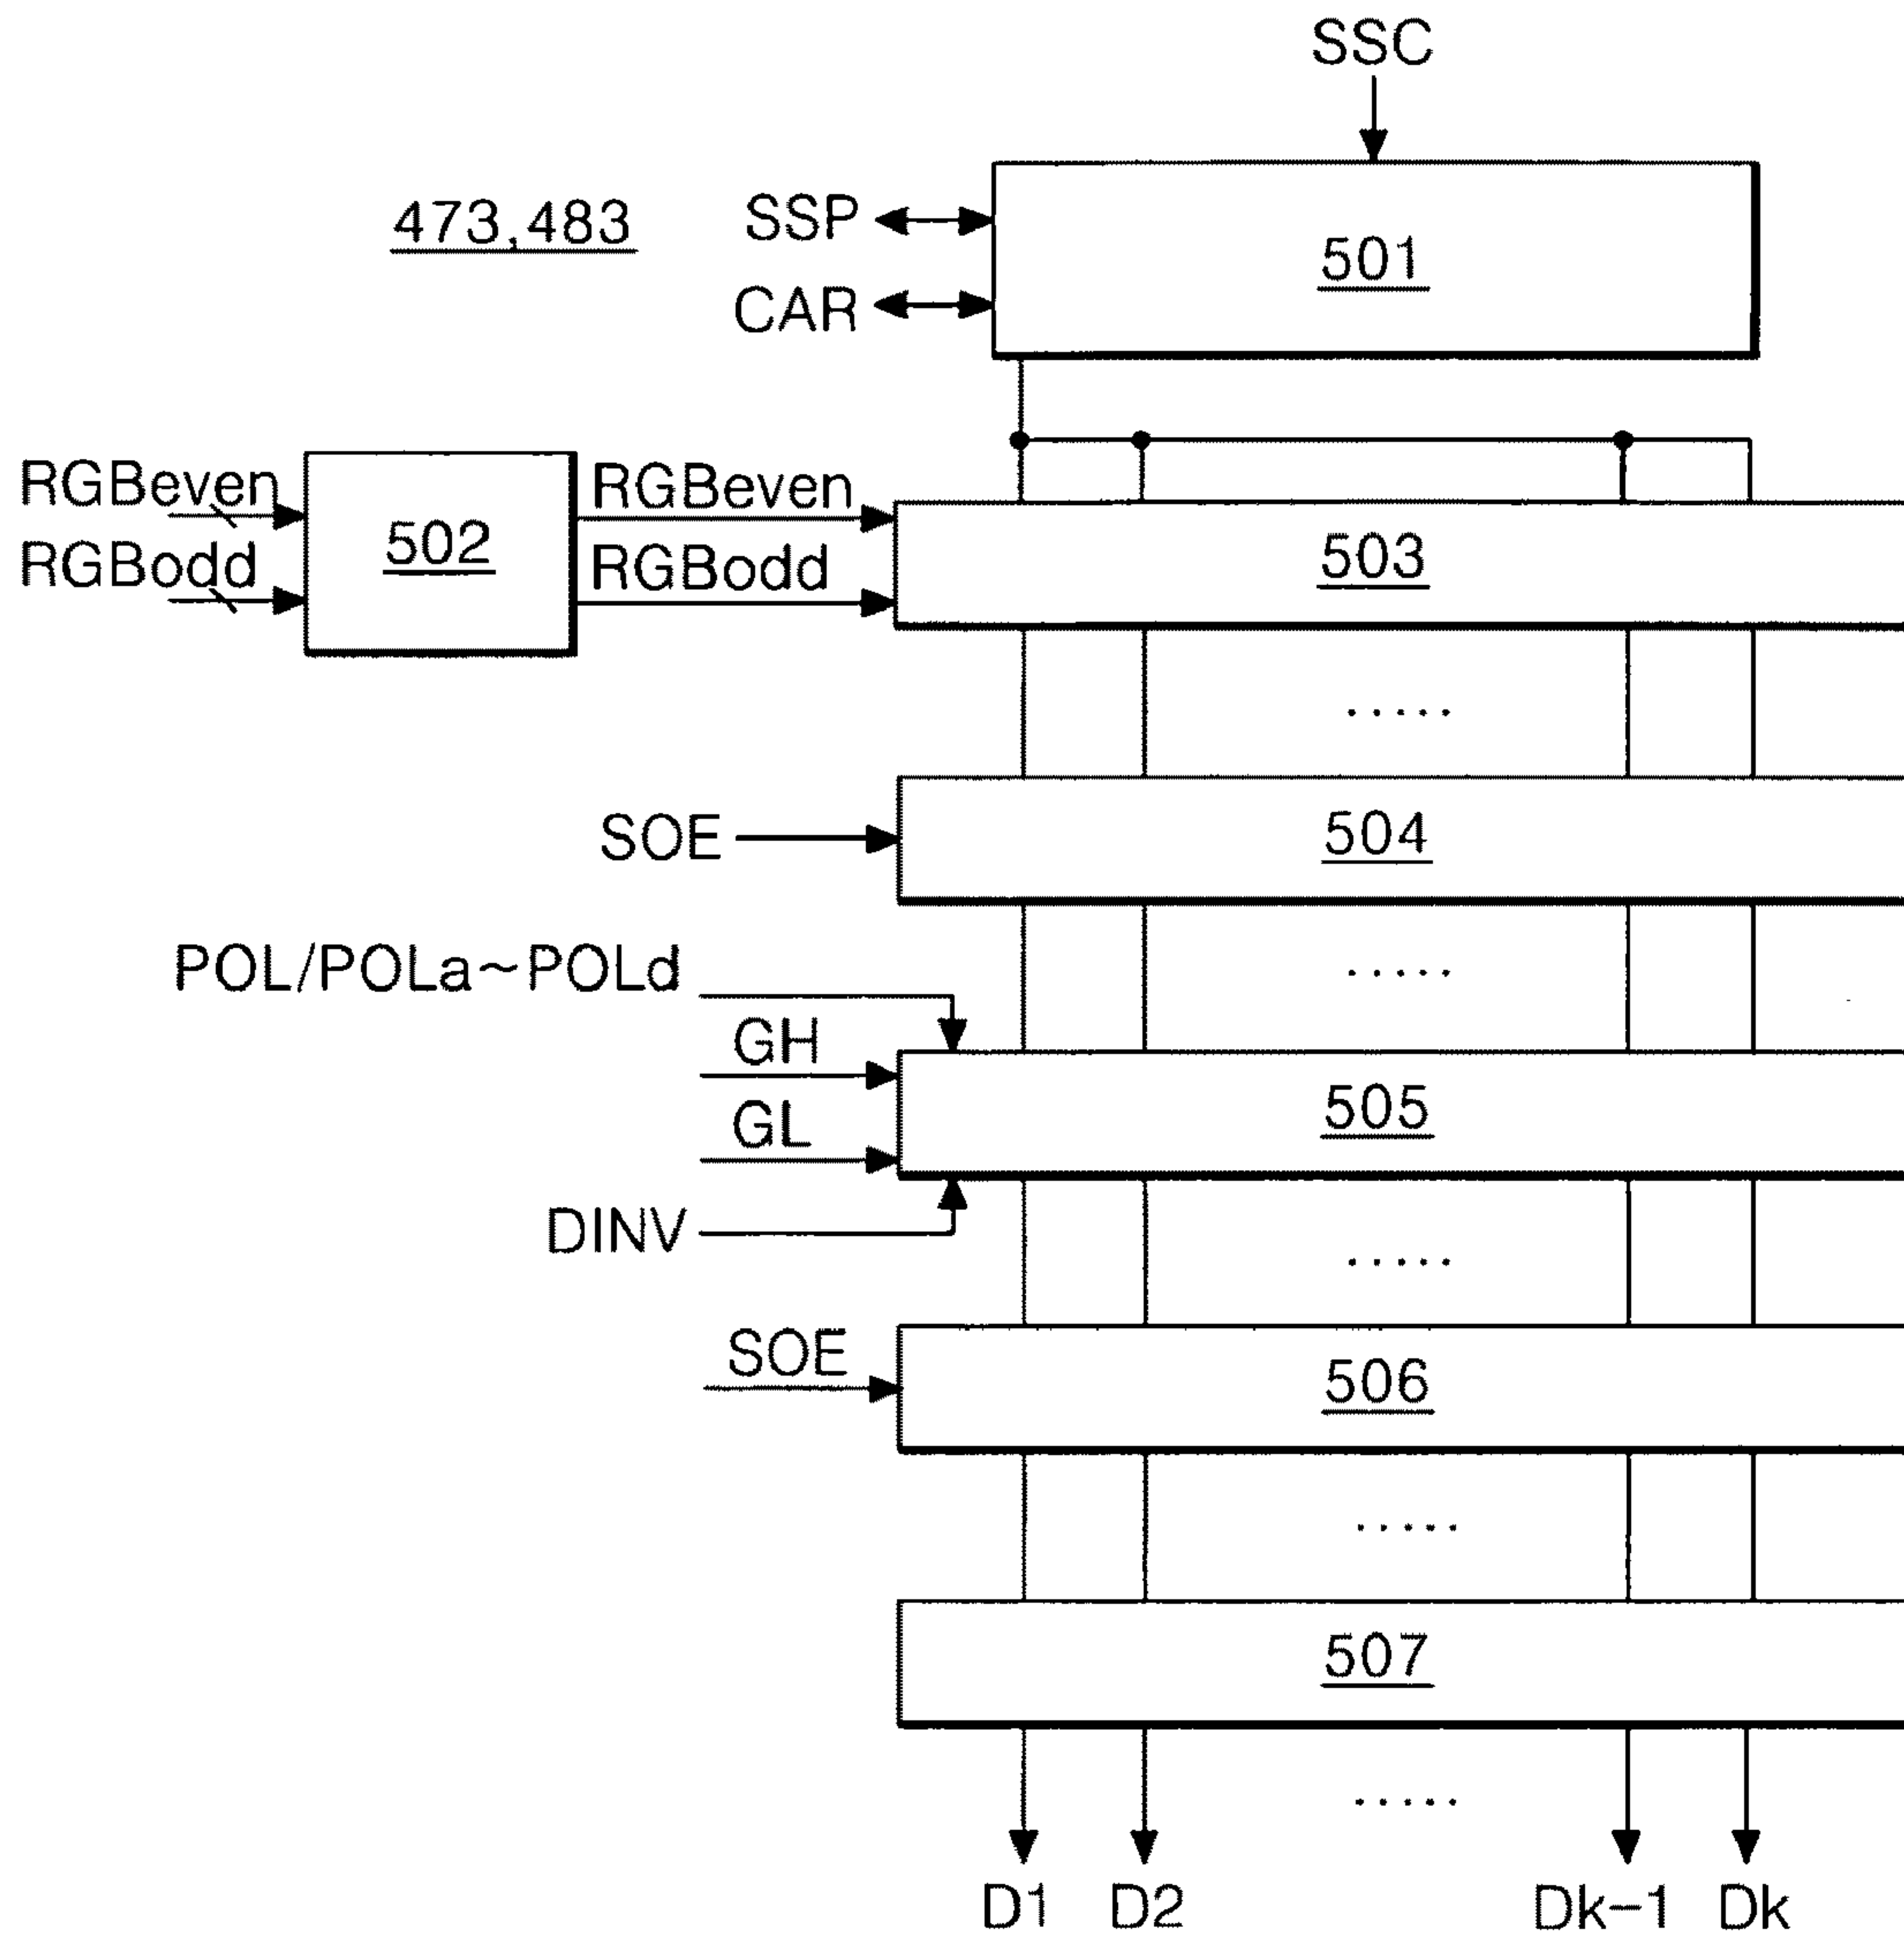 SSC
473,483
SSP
501
CAR
RGBeven
RGBeven
502
503
RGBodd
RGBodd
.....
SOE
504
POL/POLa~POLd
.....
GH
505
GL
DINV
.....
SOE
506
.....
507
.....
D1 D2 Dk-1 Dk